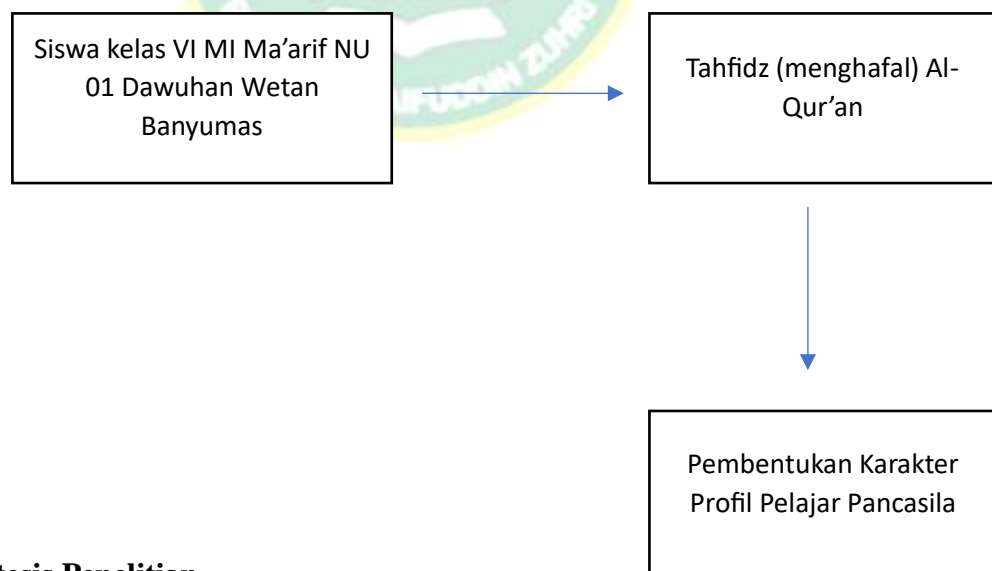 Siswa kelas VI MI Ma’arif NU
01 Dawuhan Wetan
Banyumas
Tahfidz (menghafal) Al-
Qur’an
Pembentukan Karakter
Profil Pelajar Pancasila
Penelitian